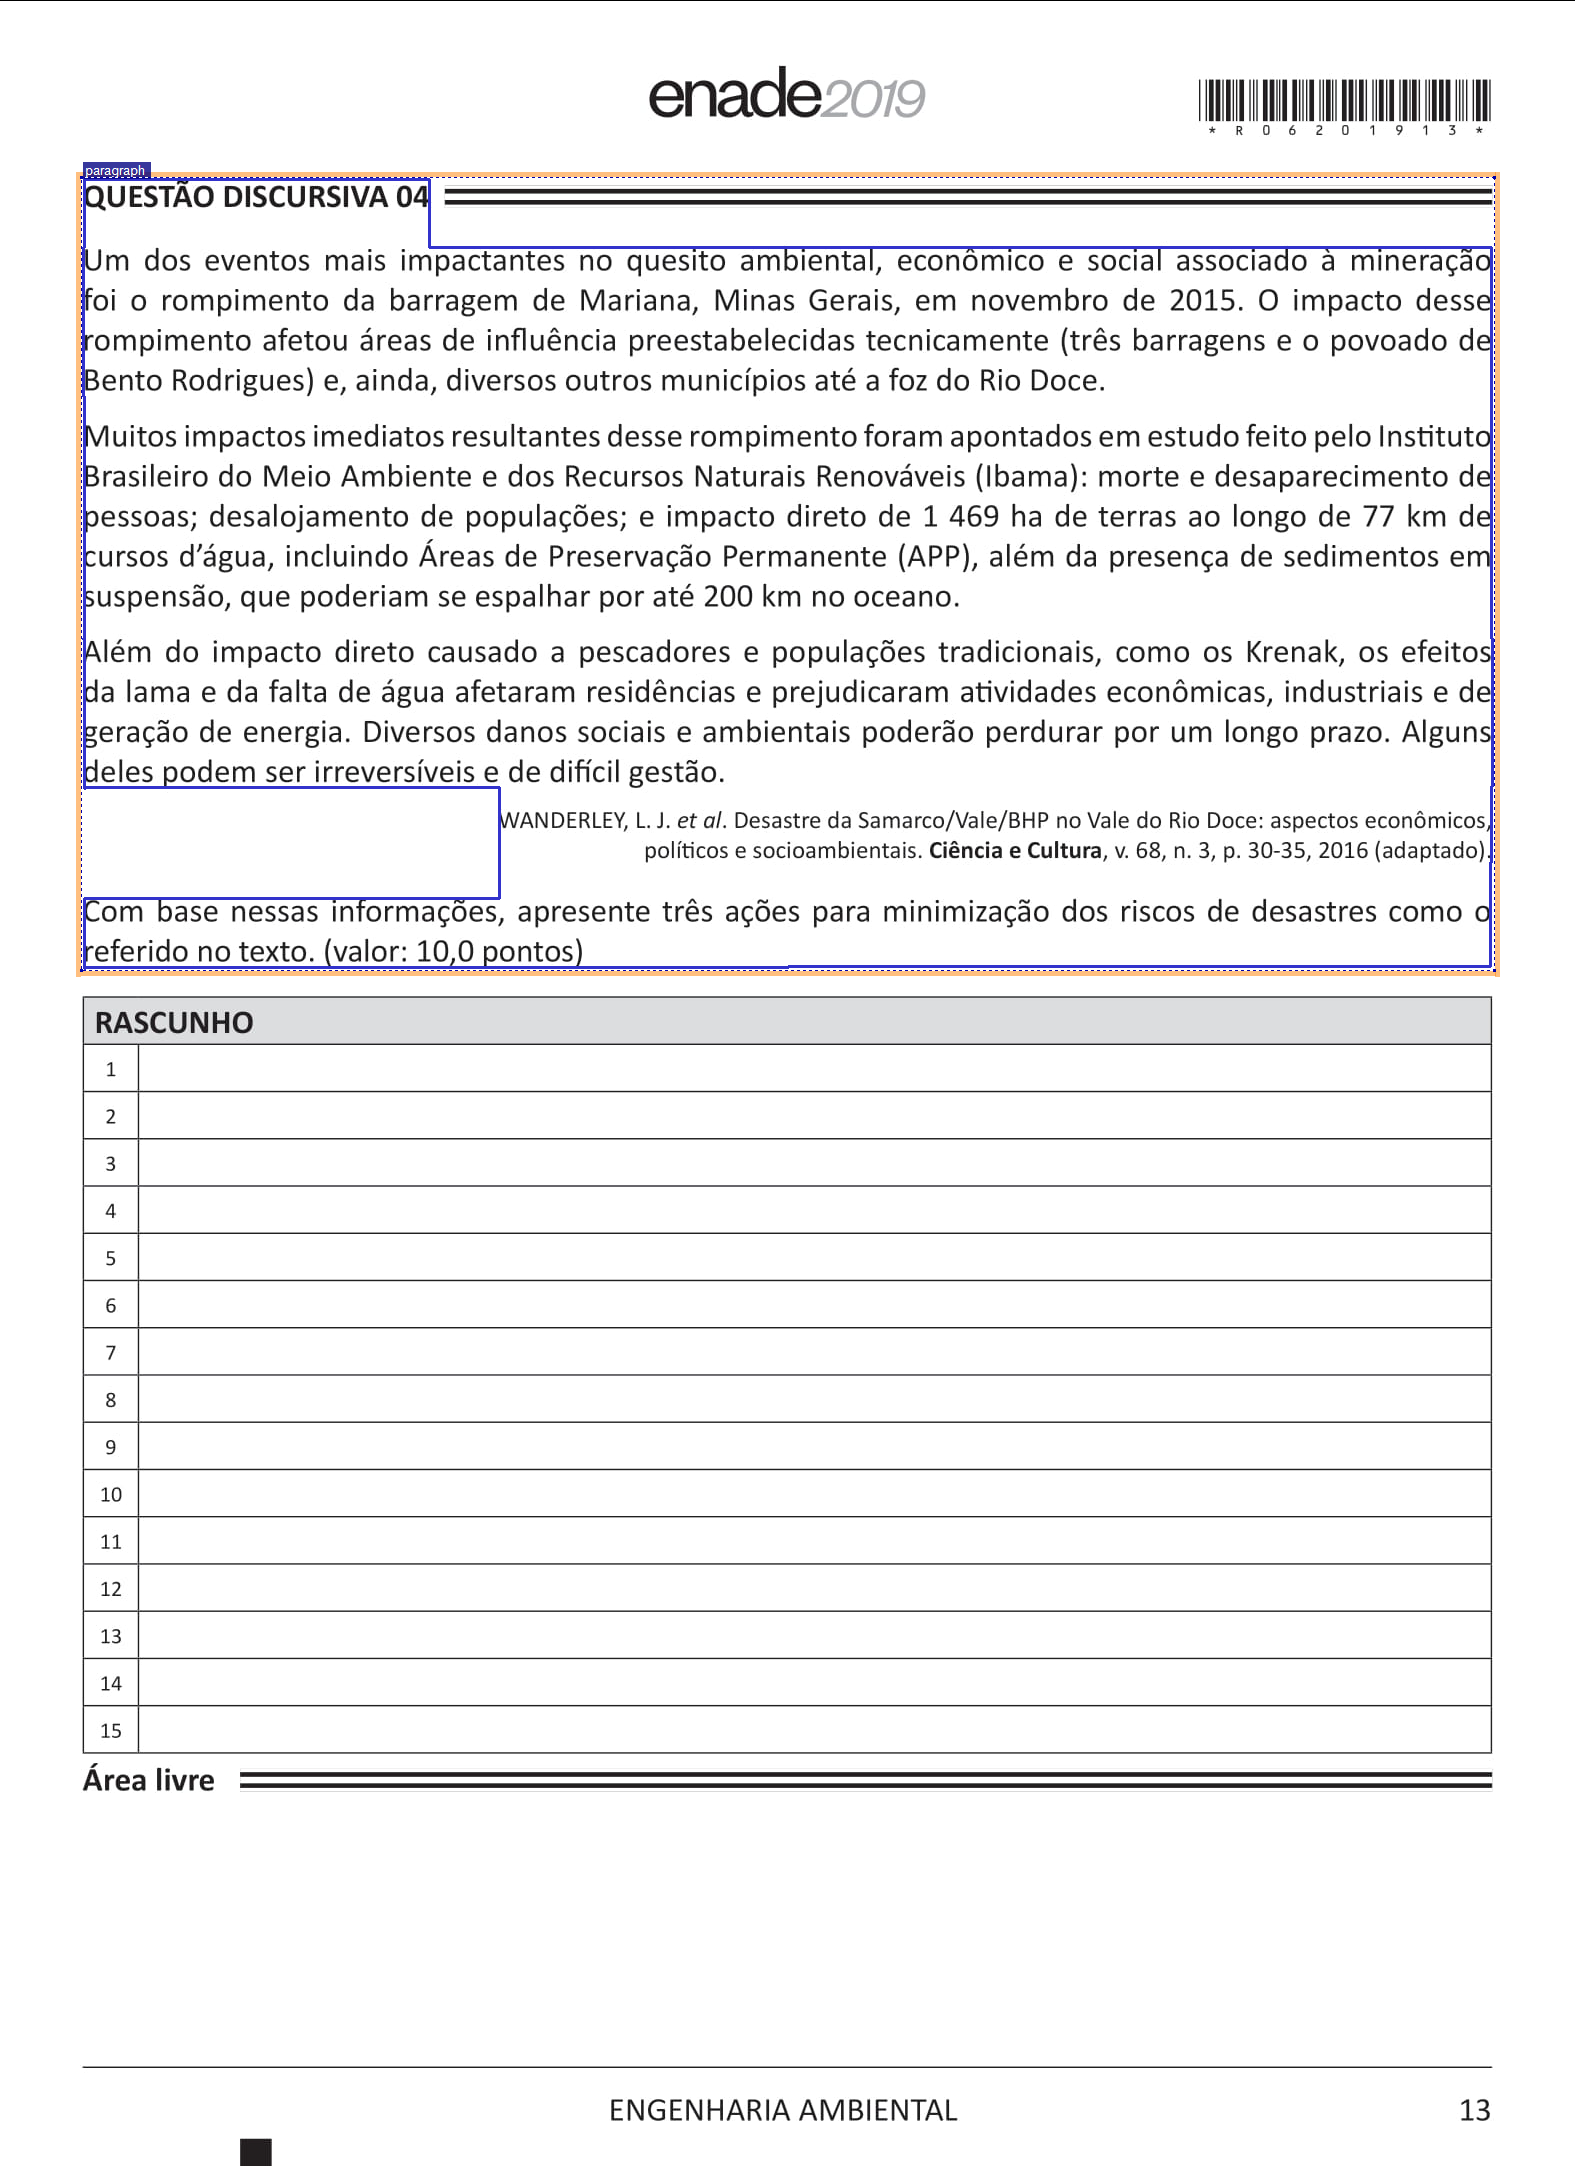 enade2019
* R 0 6 2 0 1 9 1 3 *
paragraph
QUESTÃO DISCURSIVA 04
Um dos eventos mais impactantes no quesito ambiental, econômico e social associado à mineração
foi o rompimento da barragem de Mariana, Minas Gerais, em novembro de 2015. O impacto desse
rompimento afetou áreas de influência preestabelecidas tecnicamente (três barragens e o povoado de
Bento Rodrigues) e, ainda, diversos outros municípios até a foz do Rio Doce.
Muitos impactos imediatos resultantes desse rompimento foram apontados em estudo feito pelo Instituto
Brasileiro do Meio Ambiente e dos Recursos Naturais Renováveis (Ibama): morte e desaparecimento de
pessoas; desalojamento de populações; e impacto direto de 1 469 ha de terras ao longo de 77 km de
cursos d’água, incluindo Áreas de Preservação Permanente (APP), além da presença de sedimentos em
suspensão, que poderiam se espalhar por até 200 km no oceano.
Além do impacto direto causado a pescadores e populações tradicionais, como os Krenak, os efeitos
da lama e da falta de água afetaram residências e prejudicaram atividades econômicas, industriais e de
geração de energia. Diversos danos sociais e ambientais poderão perdurar por um longo prazo. Alguns
deles podem ser irreversíveis e de difícil gestão.
WANDERLEY, L. J. et al. Desastre da Samarco/Vale/BHP no Vale do Rio Doce: aspectos econômicos,
políticos e socioambientais. Ciência e Cultura, v. 68, n. 3, p. 30-35, 2016 (adaptado).
Com base nessas informações, apresente três ações para minimização dos riscos de desastres como o
referido no texto. (valor: 10,0 pontos)
RASCUNHO
1
2
3
4
5
6
7
8
9
10
11
12
13
14
15
Área livre
ENGENHARIA AMBIENTAL
13